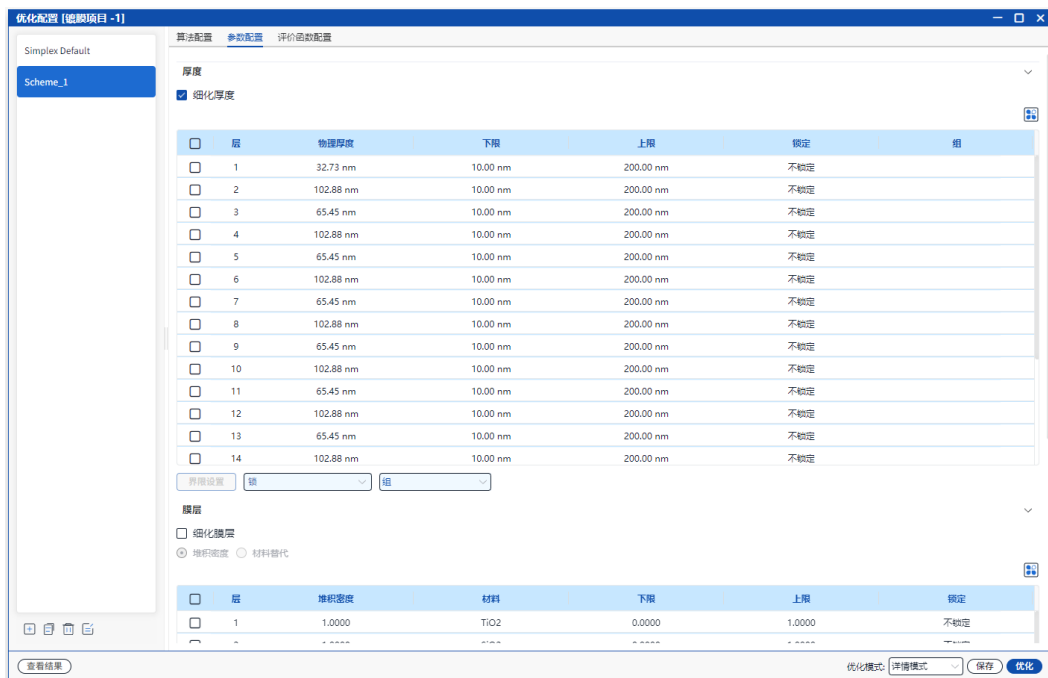 优化配置 [镀膜项目 -1]
Simplex Default
Scheme_1
算法配置 参数配置 评价函数配置
厚度
细化厚度
层 物理厚度 下限 上限 锁定 组
1 32.73 nm 10.00 nm 200.00 nm 不锁定
2 102.88 nm 10.00 nm 200.00 nm 不锁定
3 65.45 nm 10.00 nm 200.00 nm 不锁定
4 102.88 nm 10.00 nm 200.00 nm 不锁定
5 65.45 nm 10.00 nm 200.00 nm 不锁定
6 102.88 nm 10.00 nm 200.00 nm 不锁定
7 65.45 nm 10.00 nm 200.00 nm 不锁定
8 102.88 nm 10.00 nm 200.00 nm 不锁定
9 65.45 nm 10.00 nm 200.00 nm 不锁定
10 102.88 nm 10.00 nm 200.00 nm 不锁定
11 65.45 nm 10.00 nm 200.00 nm 不锁定
12 102.88 nm 10.00 nm 200.00 nm 不锁定
13 65.45 nm 10.00 nm 200.00 nm 不锁定
14 102.88 nm 10.00 nm 200.00 nm 不锁定
界限设置 锁 组
膜层
细化膜层
堆积密度 材料替代
层 堆积密度 材料 下限 上限 锁定
1 1.0000 TiO2 0.0000 1.0000 不锁定
查看结果 优化模式: 详情模式 保存 优化